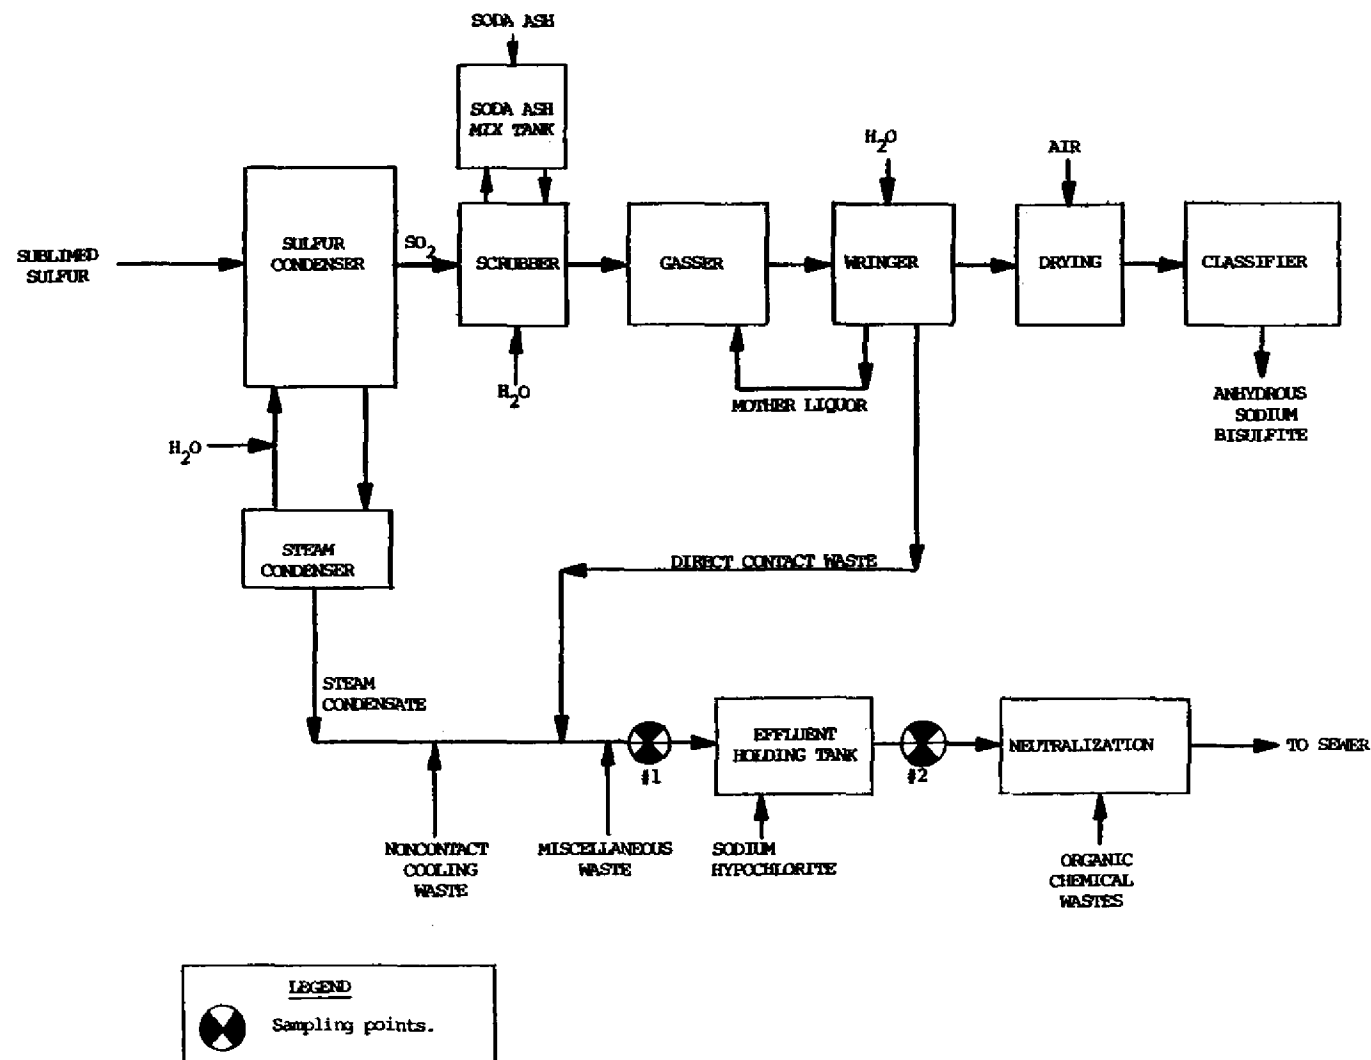 SODA ASH
SODA ASH
MIX TANK
H2O
AIR
SUBLIMED
SULFUR
SULFUR
CONDENSER
SO2
SCRUBBER
GASSER
WRINGER
DRYING
CLASSIFIER
H2O
MOTHER LIQUOR
ANHYDROUS
SODIUM
BISULFITE
H2O
STEAM
CONDENSER
DIRECT CONTACT WASTE
STEAM
CONDENSATE
#1
EFFLUENT
HOLDING TANK
#2
NEUTRALIZATION
TO SEWER
NONCONTACT
COOLING
WASTE
MISCELLANEOUS
WASTE
SODIUM
HYPOCHLORITE
ORGANIC
CHEMICAL
WASTES
LEGEND
Sampling points.